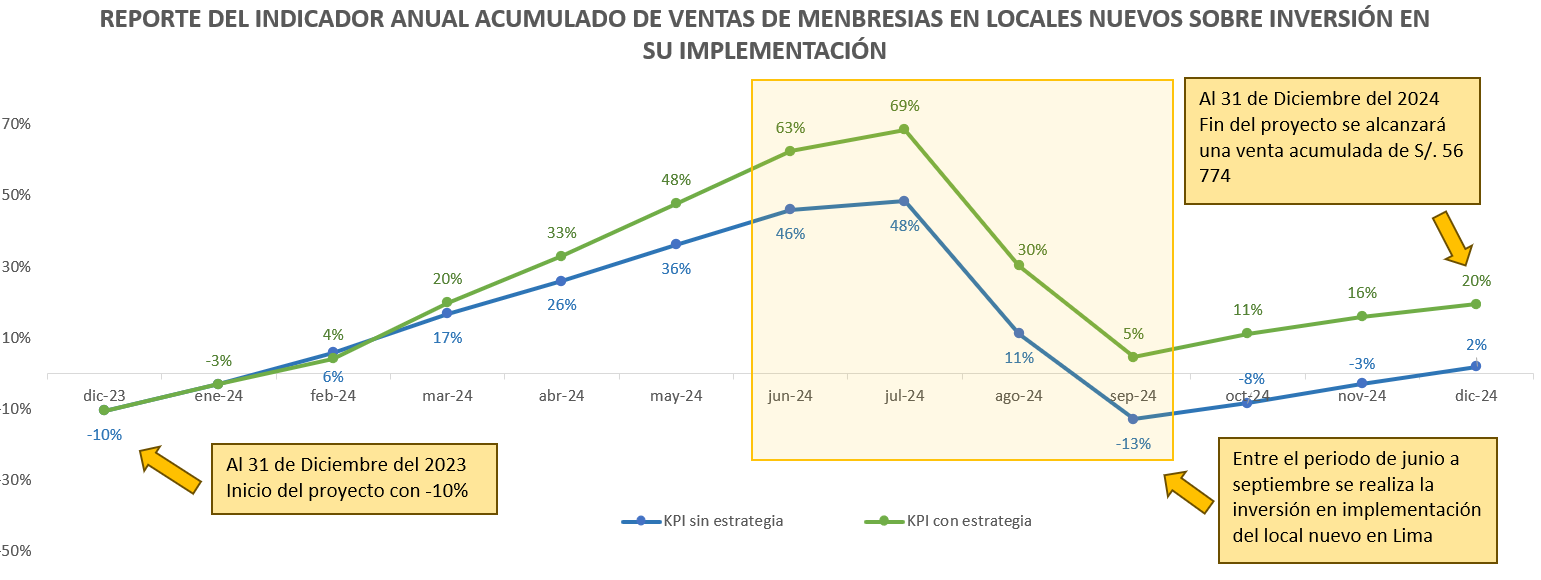 REPORTE DEL INDICADOR ANUAL ACUMULADO DE VENTAS DE MENBRESIAS EN LOCALES NUEVOS SOBRE INVERSIÓN EN
SU IMPLEMENTACIÓN
Al 31 de Diciembre del 2024
Fin del proyecto se alcanzará
una venta acumulada de S/. 56
774
70%
50%
30%
10%
-10%
-30%
-50%
-3%
4%
20%
33%
48%
63%
69%
30%
5%
11%
16%
20%
-10%
6%
17%
26%
36%
46%
48%
11%
-13%
-8%
-3%
2%
dic-23
ene-24
feb-24
mar-24
abr-24
may-24
jun-24
jul-24
ago-24
sep-24
oct-24
nov-24
dic-24
Al 31 de Diciembre del 2023
Inicio del proyecto con -10%
Entre el periodo de junio a
septiembre se realiza la
inversión en implementación
del local nuevo en Lima
KPI sin estrategia
KPI con estrategia